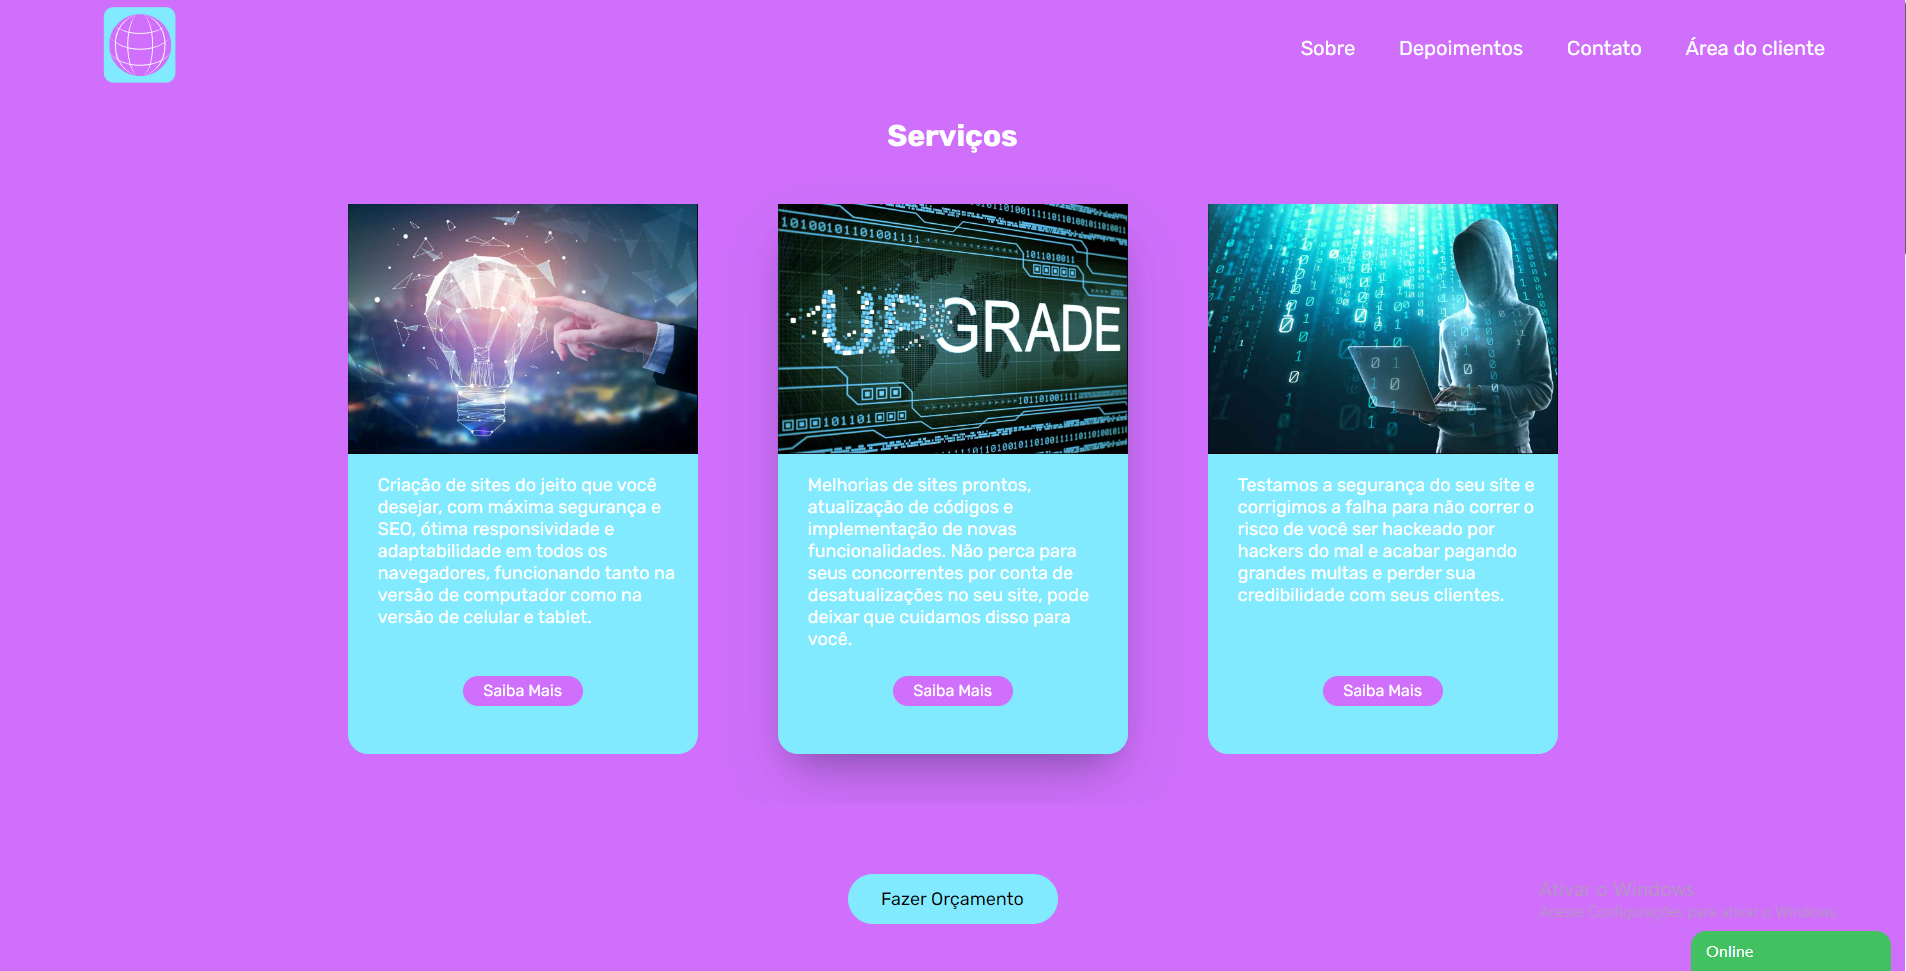 Sobre Depoimentos Contato Área do cliente
Serviços
10100101101001111
1011010011
UPGRADE
101101001111
101101
Criação de sites do jeito que você
desejar, com máxima segurança e
SEO, ótima responsividade e
adaptabilidade em todos os
navegadores, funcionando tanto na
versão de computador como na
versão de celular e tablet.
Saiba Mais
Melhorias de sites prontos,
atualização de códigos e
implementação de novas
funcionalidades. Não perca para
seus concorrentes por conta de
desatualizações no seu site, pode
deixar que cuidamos disso para
você.
Saiba Mais
Testamos a segurança do seu site e
corrigimos a falha para não correr o
risco de você ser hackeado por
hackers do mal e acabar pagando
grandes multas e perder sua
credibilidade com seus clientes.
Saiba Mais
Fazer Orçamento
Ativar o Windows
Acesse Configurações para ativar o Windows.
Online